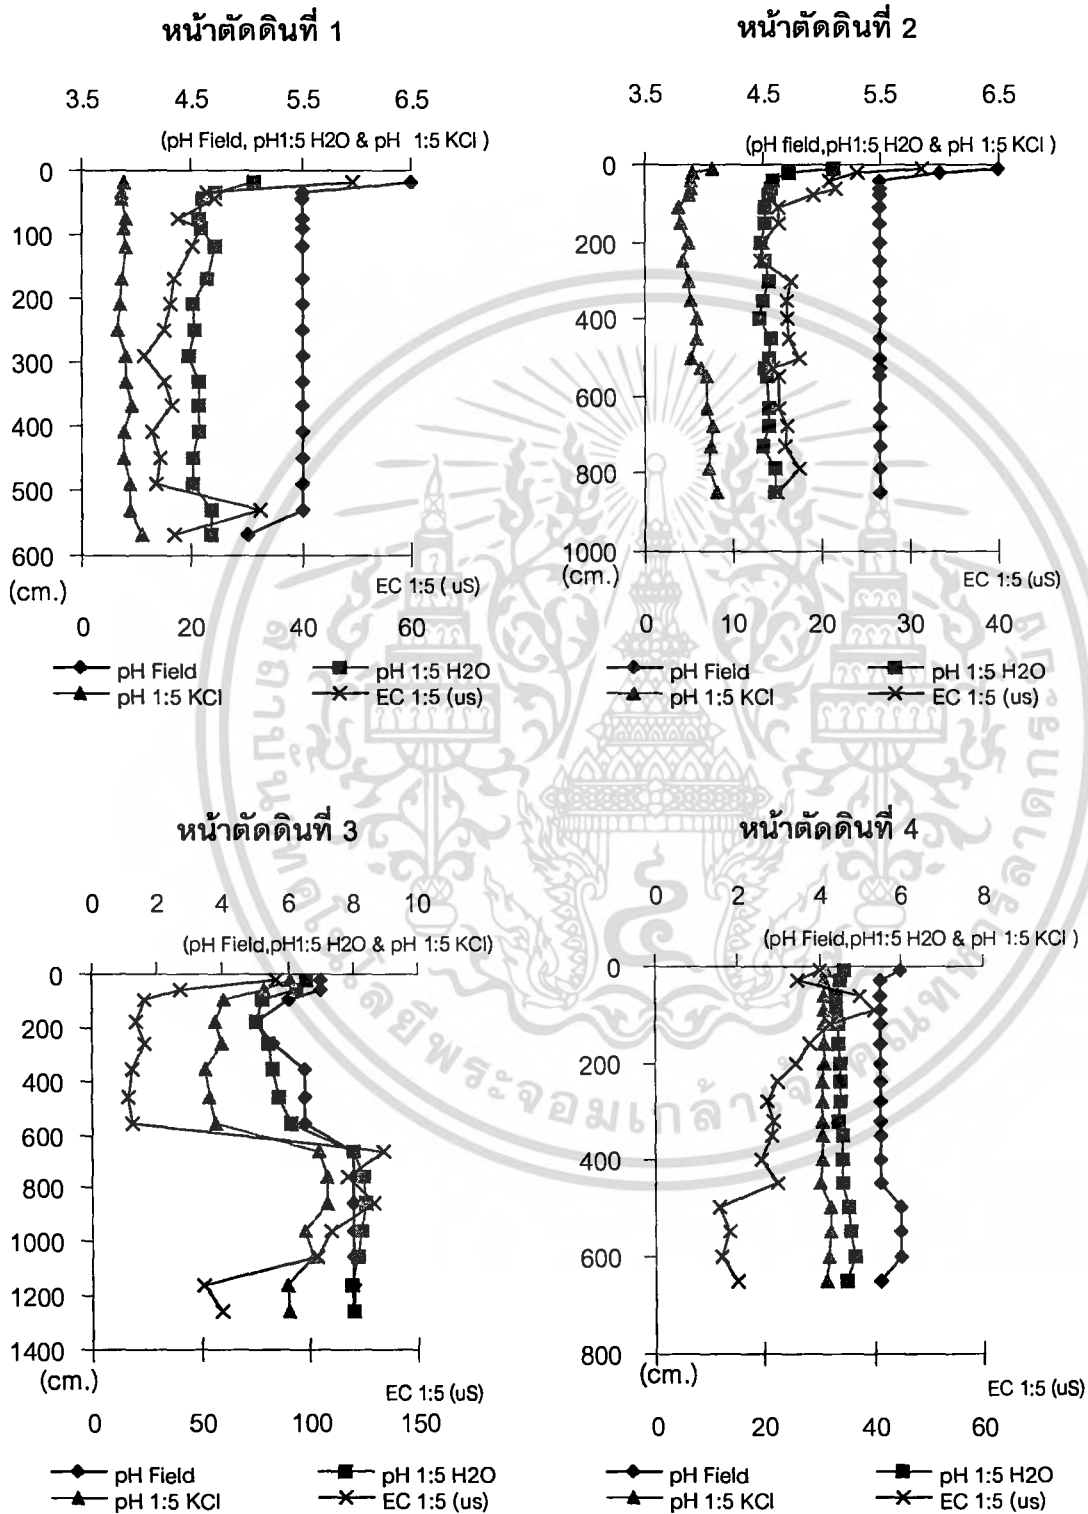 หน้าตัดดินที่ 1
3.5 4.5 5.5 6.5
(pH Field, pH1:5 H2O & pH 1:5 KCl )
0
100
200
300
400
500
600
(cm.)
EC 1:5 ( uS)
0 20 40 60
pH Field pH 1:5 H2O
pH 1:5 KCl EC 1:5 (us)
หน้าตัดดินที่ 2
3.5 4.5 5.5 6.5
(pH field,pH1:5 H2O & pH 1:5 KCl )
0
200
400
600
800
1000
(cm.)
EC 1:5 (uS)
0 10 20 30 40
pH Field pH 1:5 H2O
pH 1:5 KCl EC 1:5 (us)
หน้าตัดดินที่ 3
0 2 4 6 8 10
(pH Field,pH1:5 H2O & pH 1:5 KCl)
0
200
400
600
800
1000
1200
1400
(cm.)
EC 1:5 (uS)
0 50 100 150
pH Field pH 1:5 H2O
pH 1:5 KCl EC 1:5 (us)
หน้าตัดดินที่ 4
0 2 4 6 8
(pH Field,pH1:5 H2O & pH 1:5 KCl )
0
200
400
600
800
(cm.)
EC 1:5 (uS)
0 20 40 60
pH Field pH 1:5 H2O
pH 1:5 KCl EC 1:5 (us)